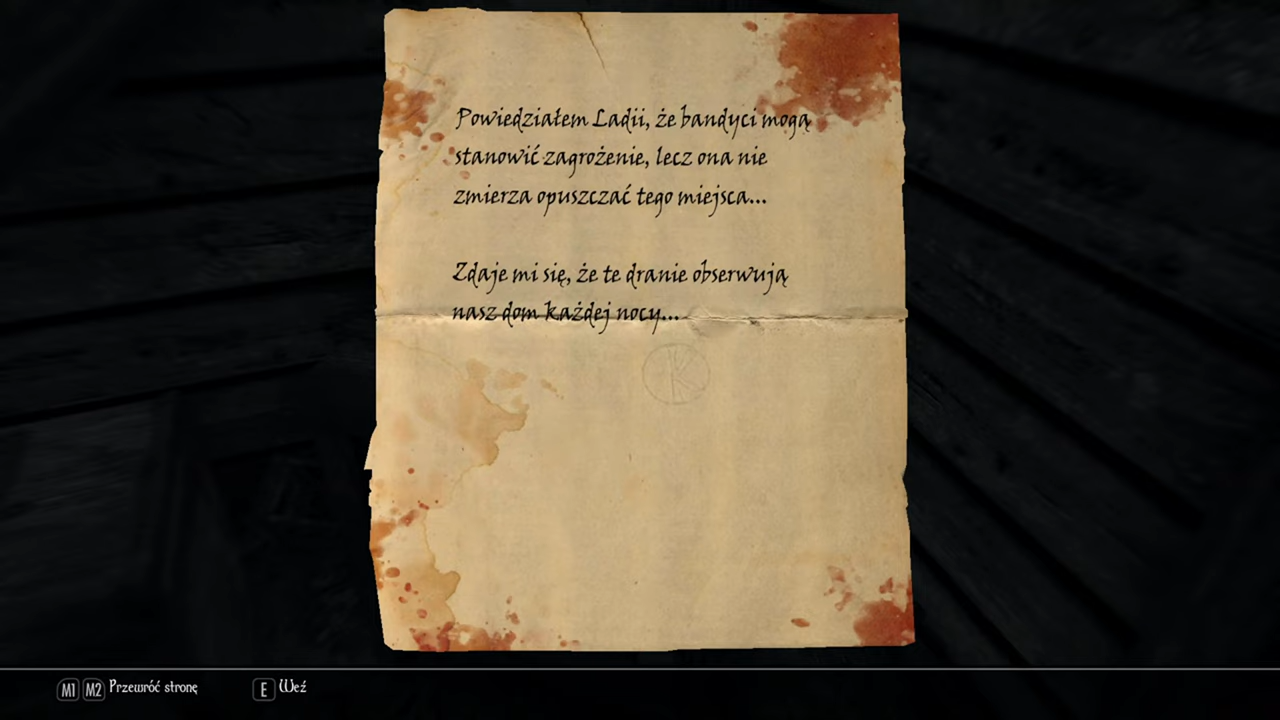 Powiedziałem Ladii, że bandyci mogą
stanowić zagrożenie, lecz ona nie
zmierza opuszczać tego miejsca...
Zdaje mi się, że te dranie obserwują
nasz dom każdej nocy...
K
M1 M2 Przewróć stronę E Weź